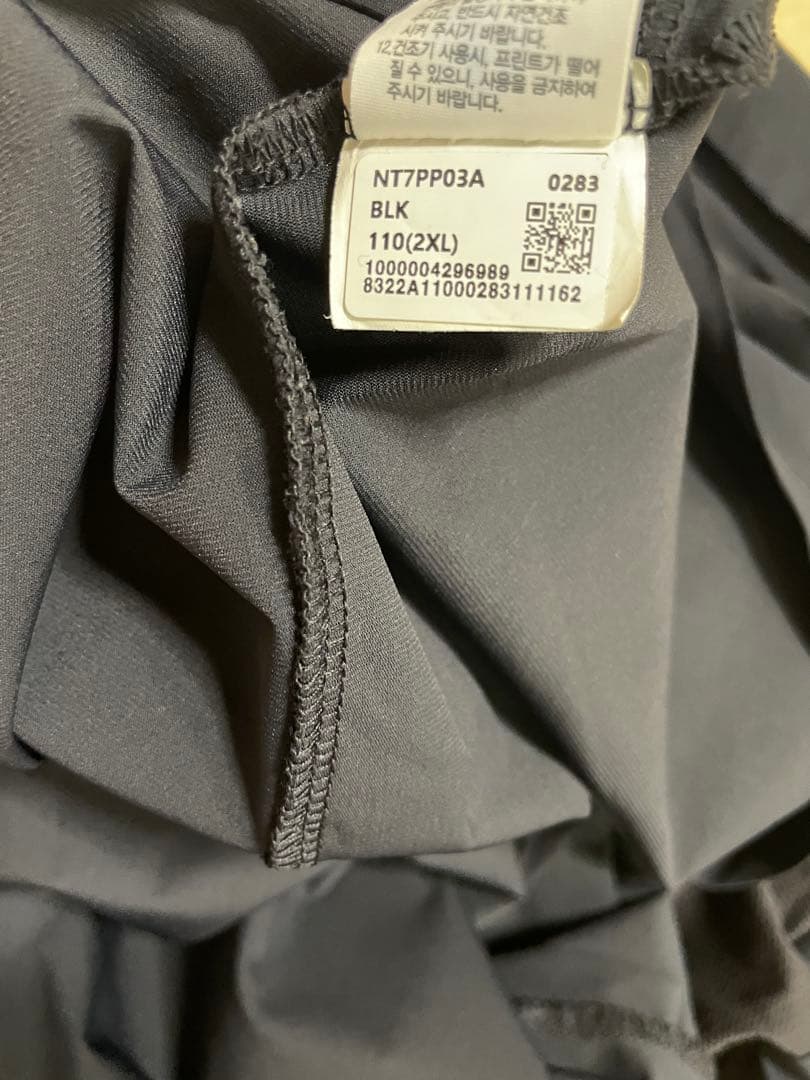 반드시 자연건조
시켜 주시기 바랍니다.
12.건조기 사용시, 프린트가 떨어
질 수 있으니, 사용을 금지하여
주시기 바랍니다.
NT7PP03A 0283
BLK
110(2XL)
1000004296989
8322A11000283111162